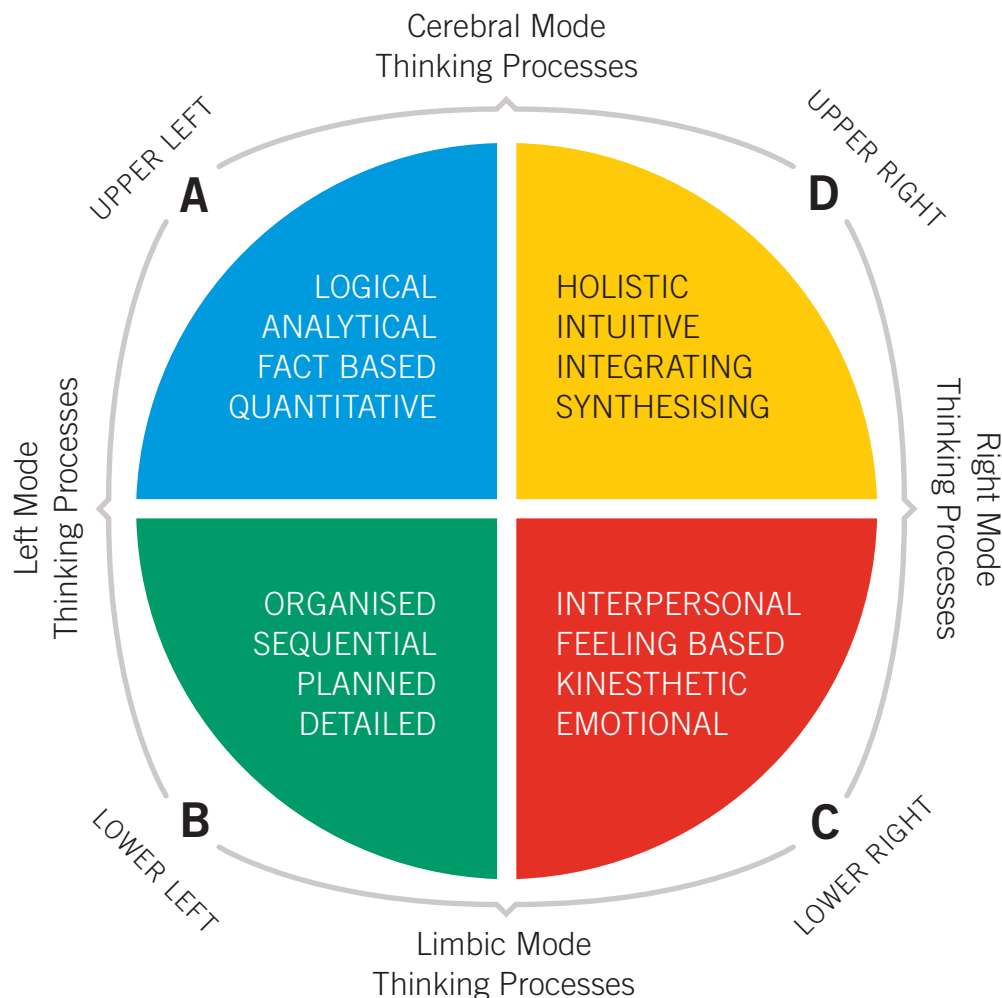 Cerebral Mode
Thinking Processes
UPPER LEFT
A
UPPER RIGHT
D
LOGICAL
ANALYTICAL
FACT BASED
QUANTITATIVE
HOLISTIC
INTUITIVE
INTEGRATING
SYNTHESISING
Left Mode
Thinking Processes
Right Mode
Thinking Processes
ORGANISED
SEQUENTIAL
PLANNED
DETAILED
INTERPERSONAL
FEELING BASED
KINESTHETIC
EMOTIONAL
B
LOWER LEFT
C
LOWER RIGHT
Limbic Mode
Thinking Processes